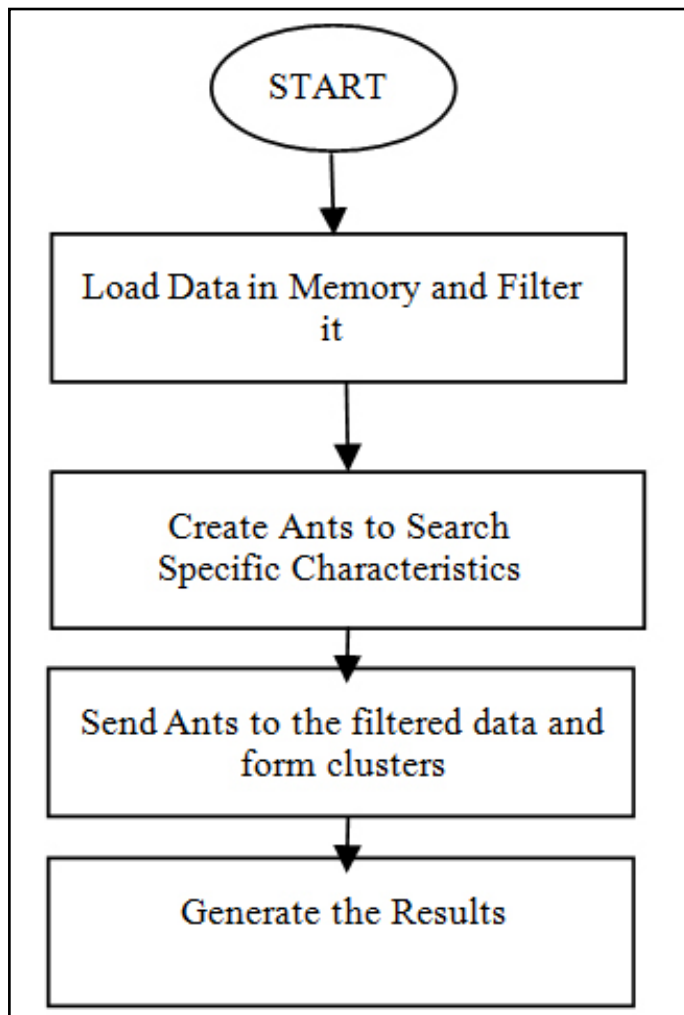 START
Load Data in Memory and Filter
it
Create Ants to Search
Specific Characteristics
Send Ants to the filtered data and
form clusters
Generate the Results